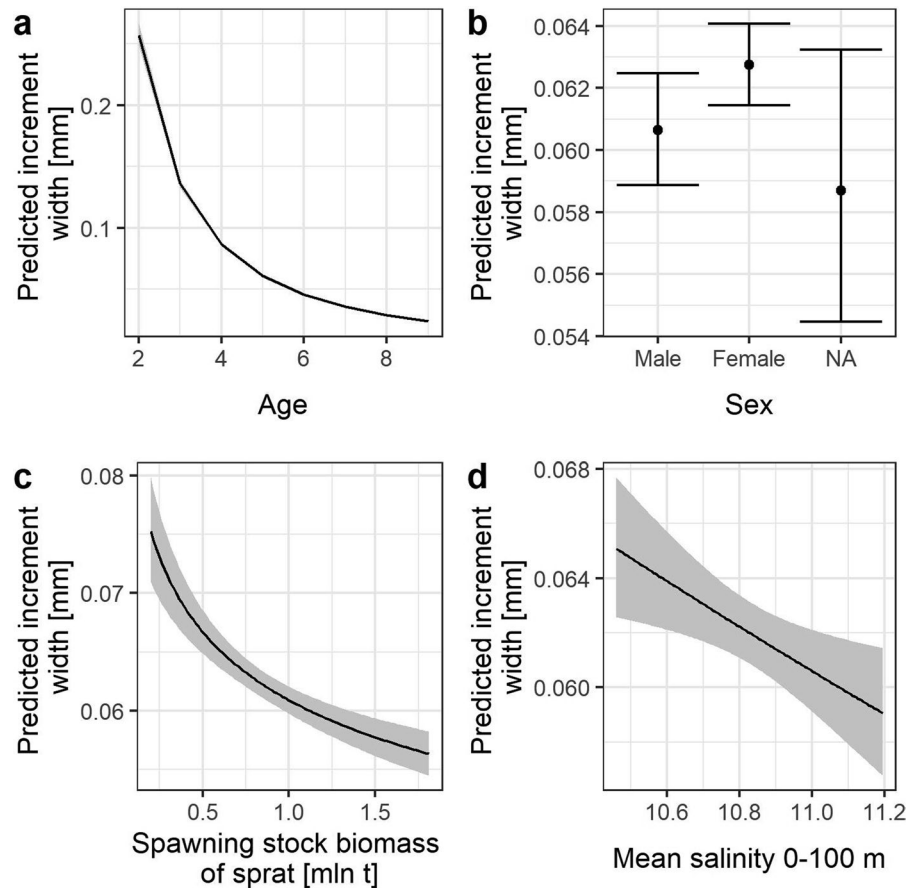 a
Predicted increment
width [mm]
0.2
0.1
2
4
6
8
Age
b
Predicted increment
width [mm]
0.064
0.062
0.060
0.058
0.056
0.054
Male
Female
NA
Sex
c
Predicted increment
width [mm]
0.08
0.07
0.06
0.5
1.0
1.5
Spawning stock biomass
of sprat [mln t]
d
Predicted increment
width [mm]
0.068
0.064
0.060
10.6
10.8
11.0
11.2
Mean salinity 0-100 m